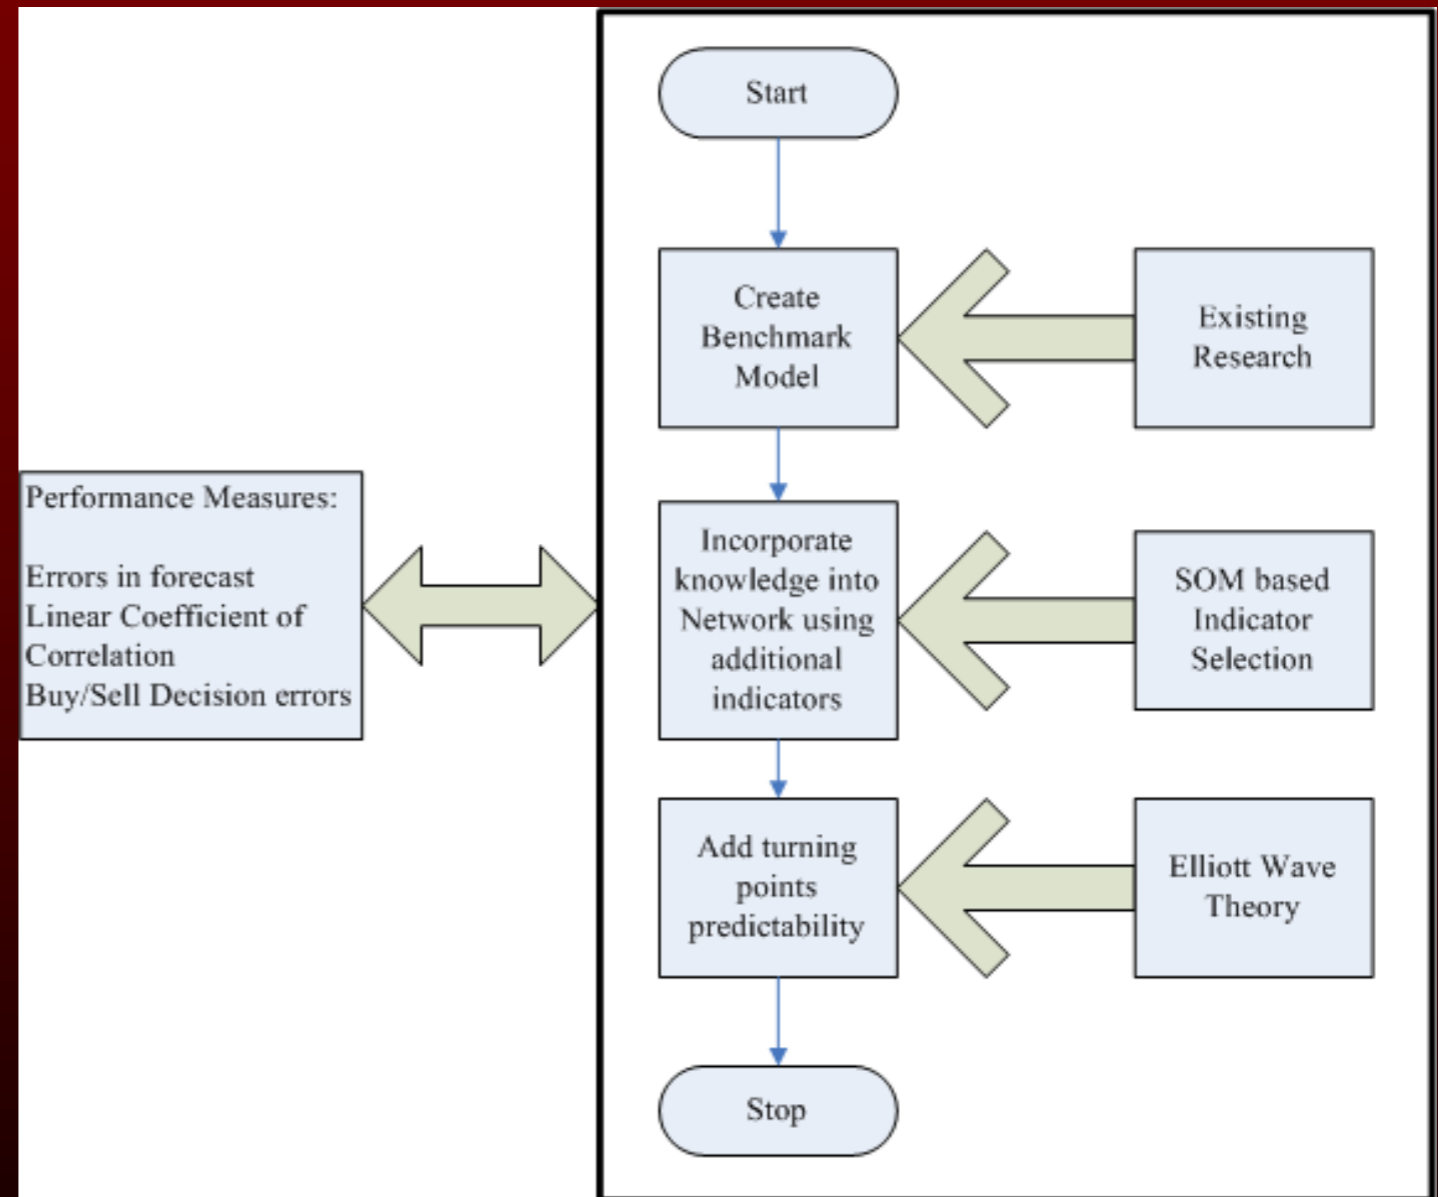 Start
Create
Benchmark
Model
Existing
Research
Performance Measures:
Errors in forecast
Linear Coefficient of
Correlation
Buy/Sell Decision errors
Incorporate
knowledge into
Network using
additional
indicators
SOM based
Indicator
Selection
Add turning
points
predictability
Elliott Wave
Theory
Stop